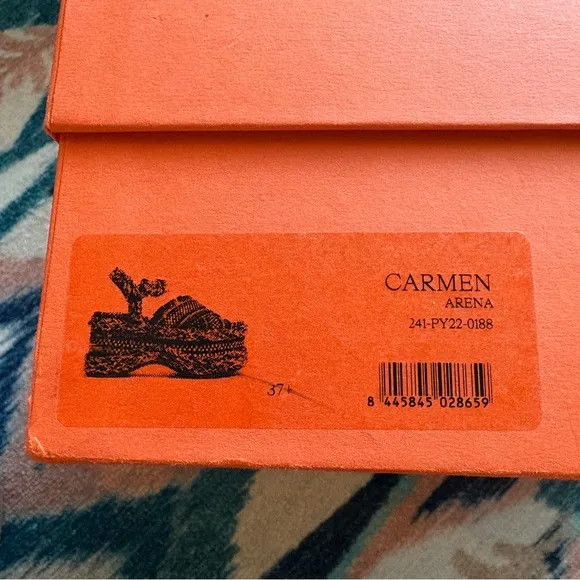 CARMEN
ARENA
241-PY22-0188
37+
8 445845 028659